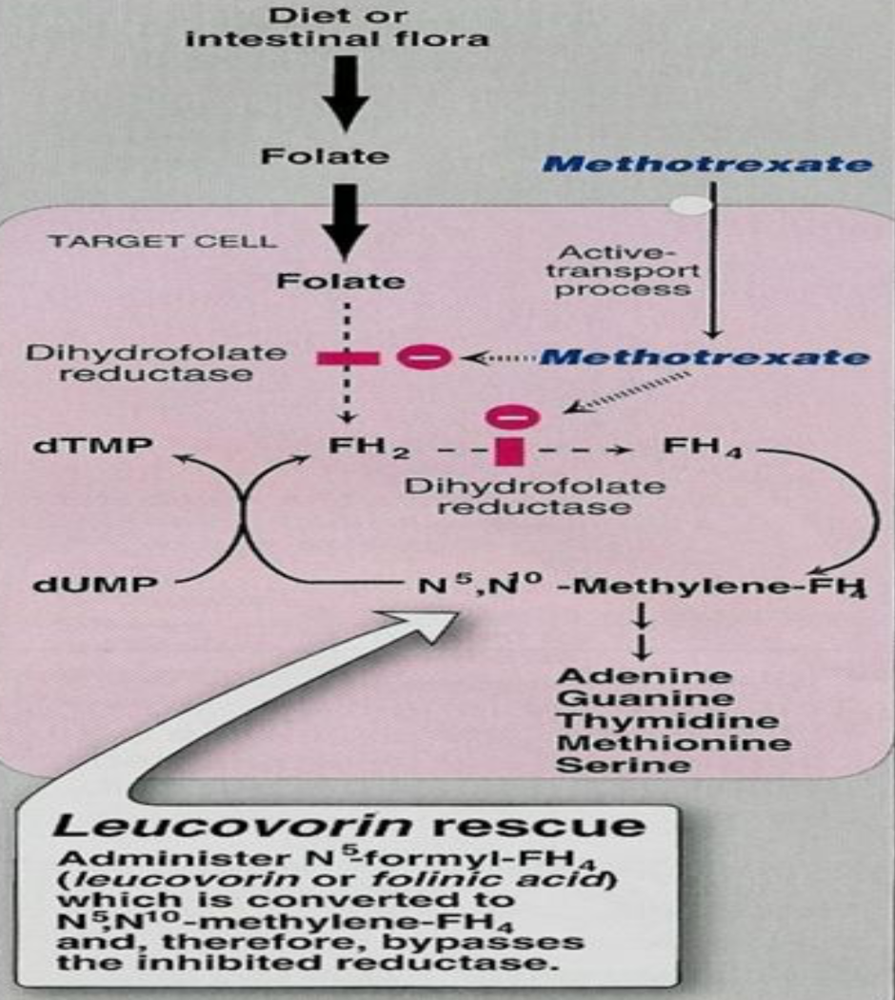 Diet or
intestinal flora
Folate
Methotrexate
TARGET CELL
Active-
transport
process
Folate
Dihydrofolate
reductase
Methotrexate
dTMP
FH2
FH4
Dihydrofolate
reductase
dUMP
N5,N10-Methylene-FH4
Adenine
Guanine
Thymidine
Methionine
Serine
Leucovorin rescue
Administer N5-formyl-FH4
(leucovorin or folinic acid)
which is converted to
N5,N10-methylene-FH4
and, therefore, bypasses
the inhibited reductase.